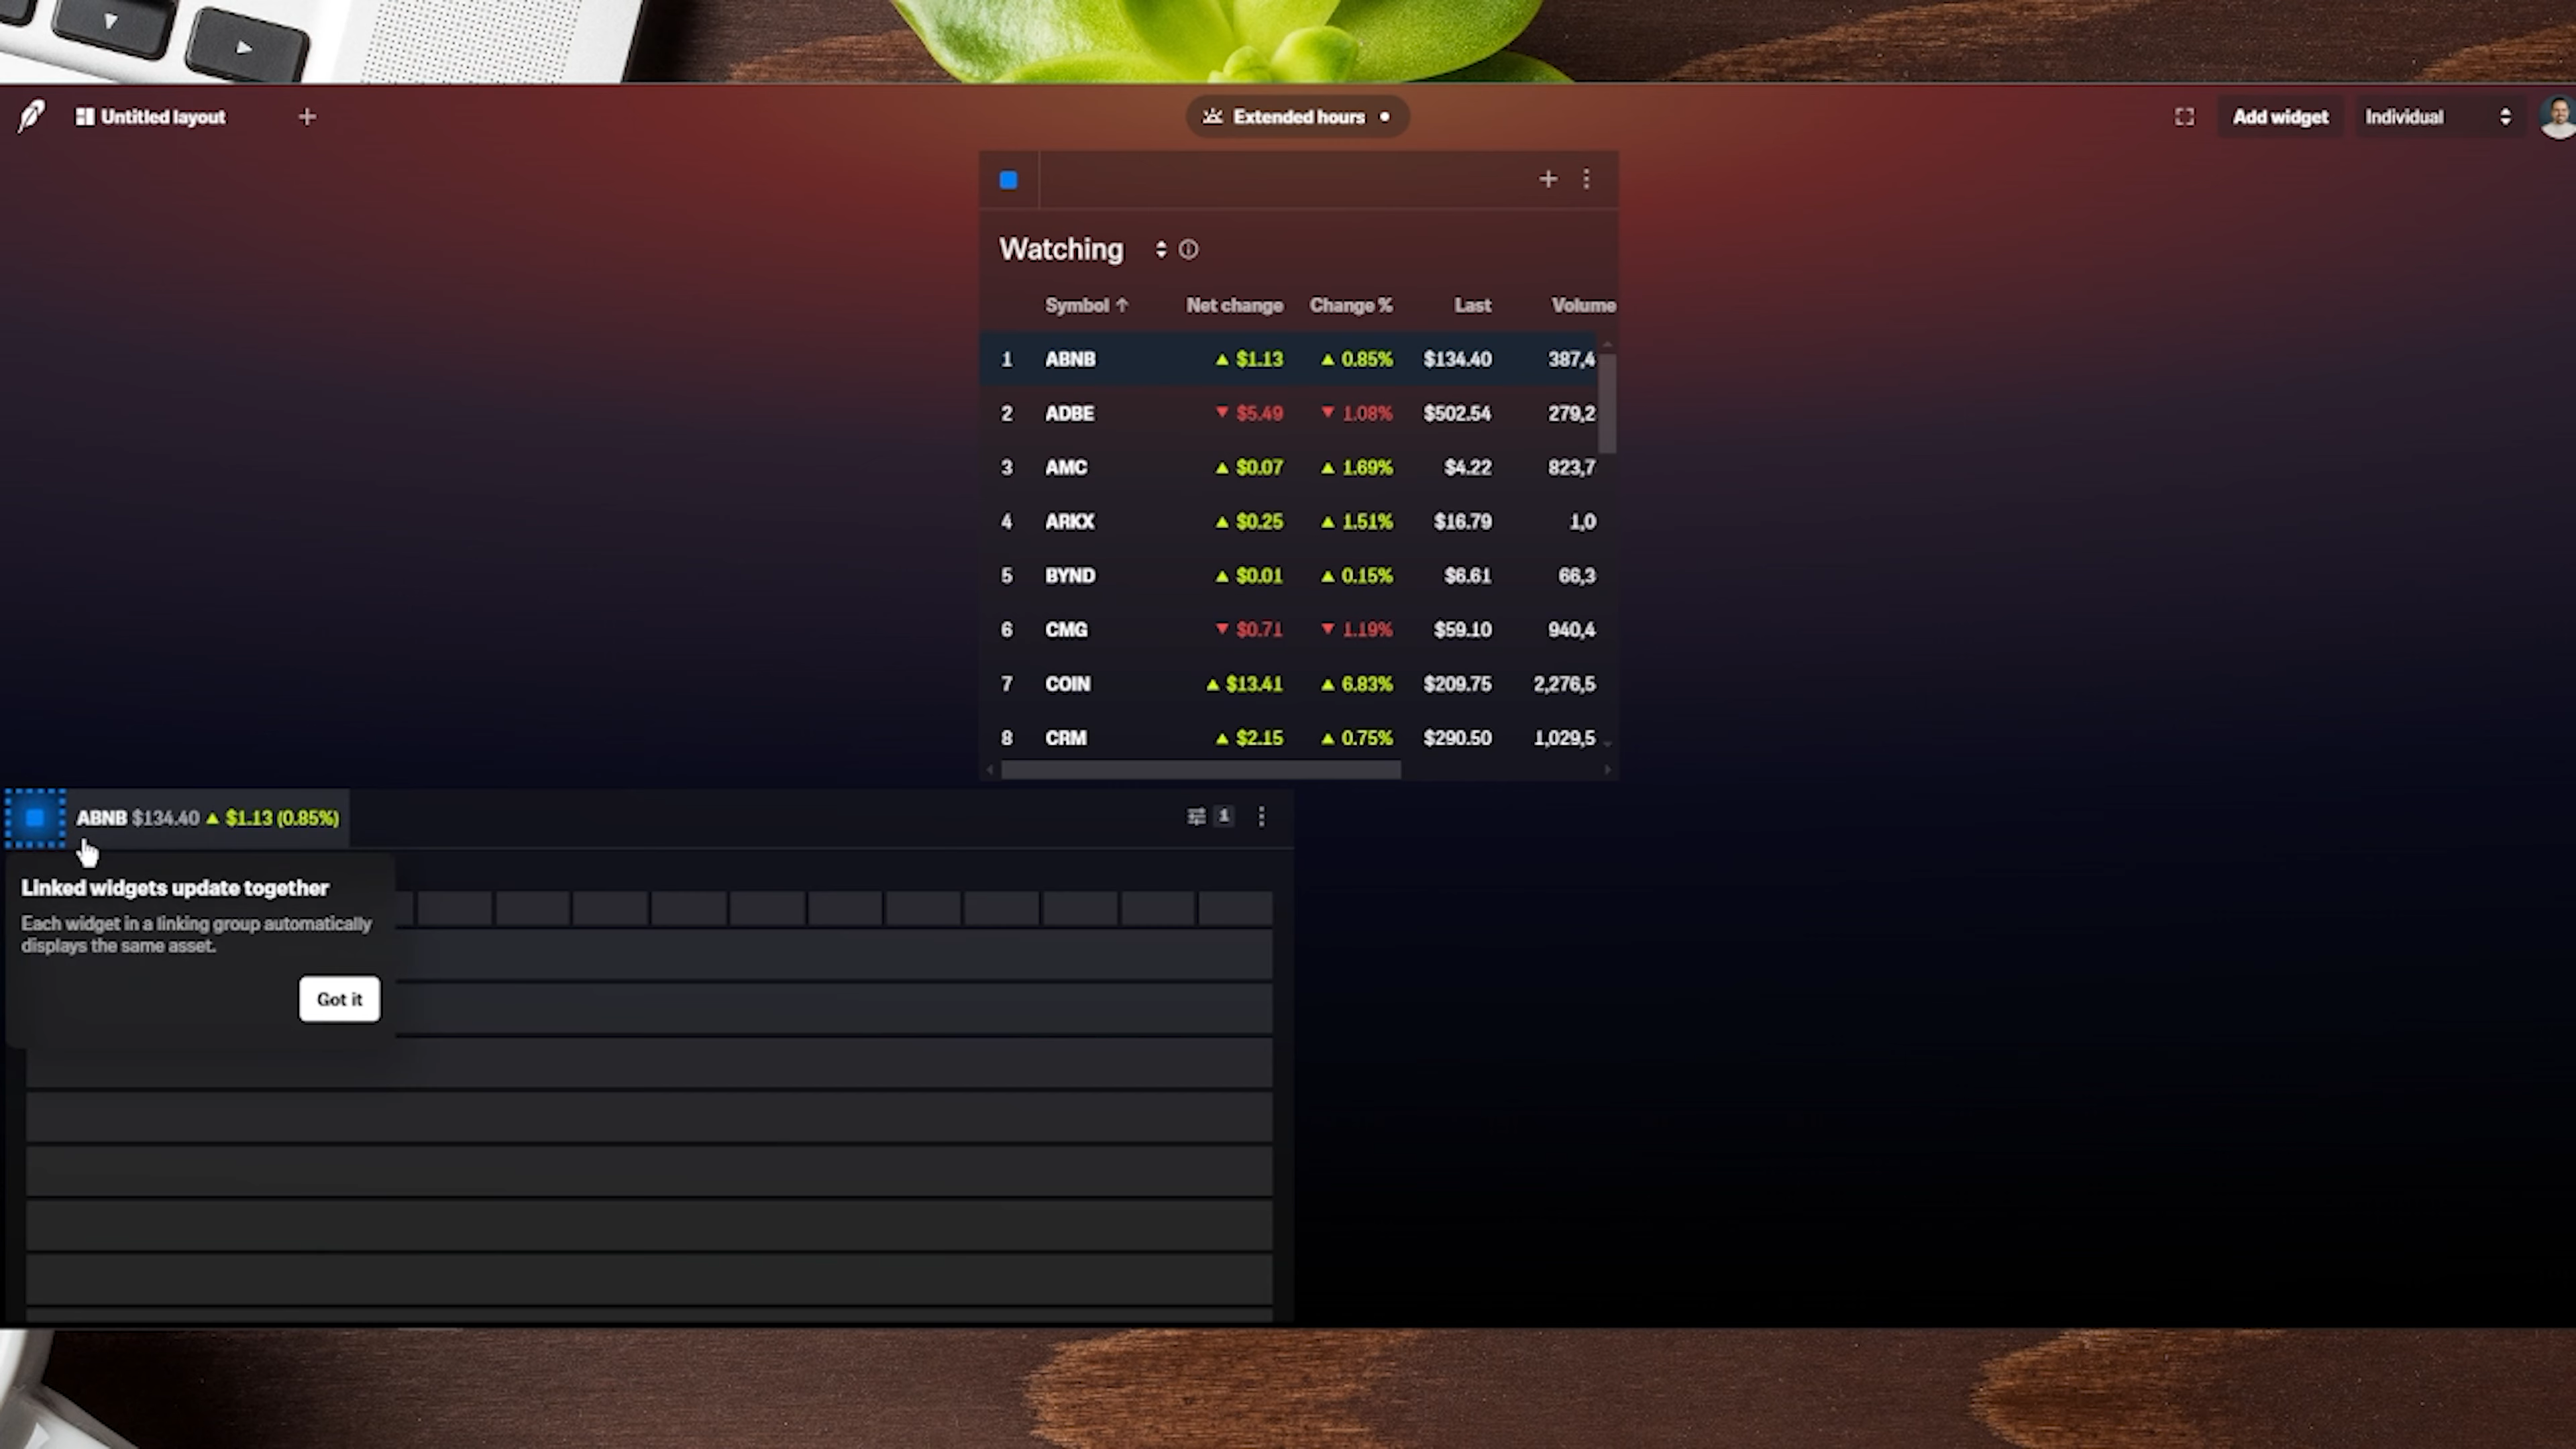 Untitled layout
Extended hours
Add widget
Individual
Watching
Symbol ↑ Net change Change % Last Volume
1 ABNB ▲ $1.13 ▲ 0.85% $134.40 387,4
2 ADBE ▼ $5.49 ▼ 1.08% $502.54 279,2
3 AMC ▲ $0.07 ▲ 1.69% $4.22 823,7
4 ARKX ▲ $0.25 ▲ 1.51% $16.79 1,0
5 BYND ▲ $0.01 ▲ 0.15% $6.61 66,3
6 CMG ▼ $0.71 ▼ 1.19% $59.10 940,4
7 COIN ▲ $13.41 ▲ 6.83% $209.75 2,276,5
8 CRM ▲ $2.15 ▲ 0.75% $290.50 1,029,5
ABNB $134.40 ▲ $1.13 (0.85%)
1
Linked widgets update together
Each widget in a linking group automatically
displays the same asset.
Got it